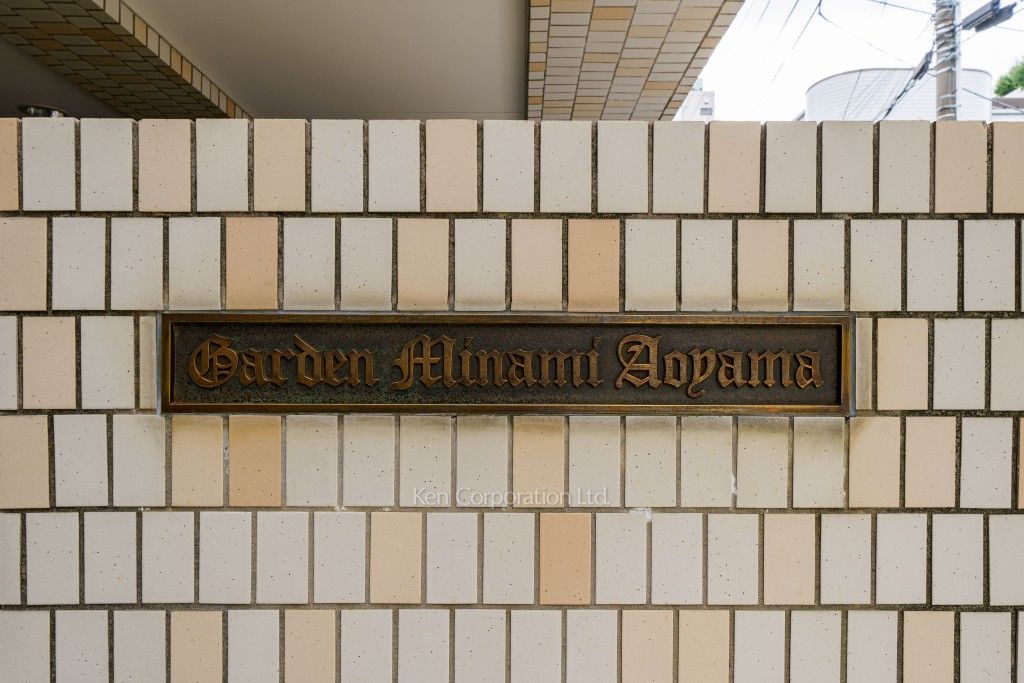 Garden Minami Aoyama
Ken Corporation Ltd.